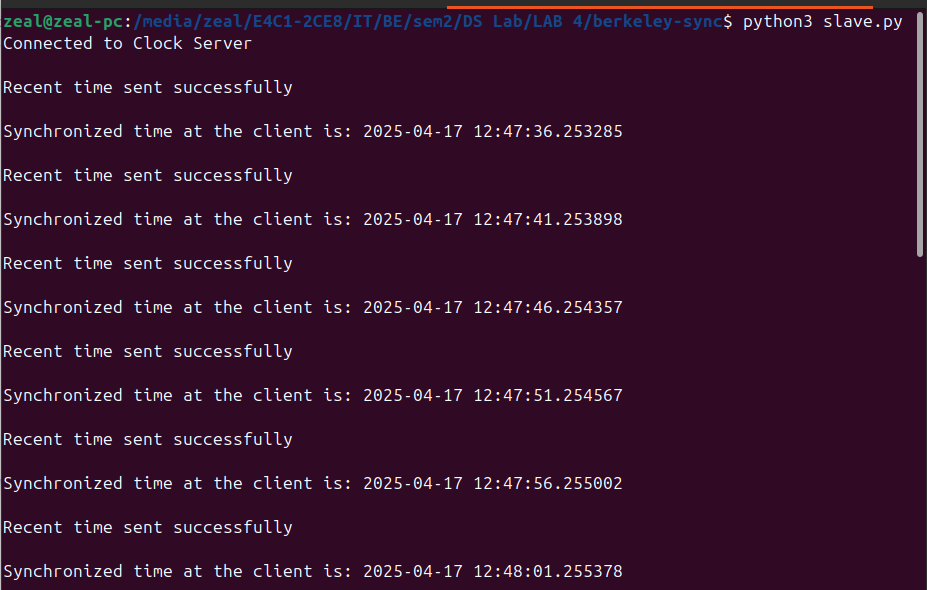 zeal@zeal-pc:/media/zeal/E4C1-2CE8/IT/BE/sem2/DS Lab/LAB 4/berkeley-sync$ python3 slave.py
Connected to Clock Server
Recent time sent successfully
Synchronized time at the client is: 2025-04-17 12:47:36.253285
Recent time sent successfully
Synchronized time at the client is: 2025-04-17 12:47:41.253898
Recent time sent successfully
Synchronized time at the client is: 2025-04-17 12:47:46.254357
Recent time sent successfully
Synchronized time at the client is: 2025-04-17 12:47:51.254567
Recent time sent successfully
Synchronized time at the client is: 2025-04-17 12:47:56.255002
Recent time sent successfully
Synchronized time at the client is: 2025-04-17 12:48:01.255378